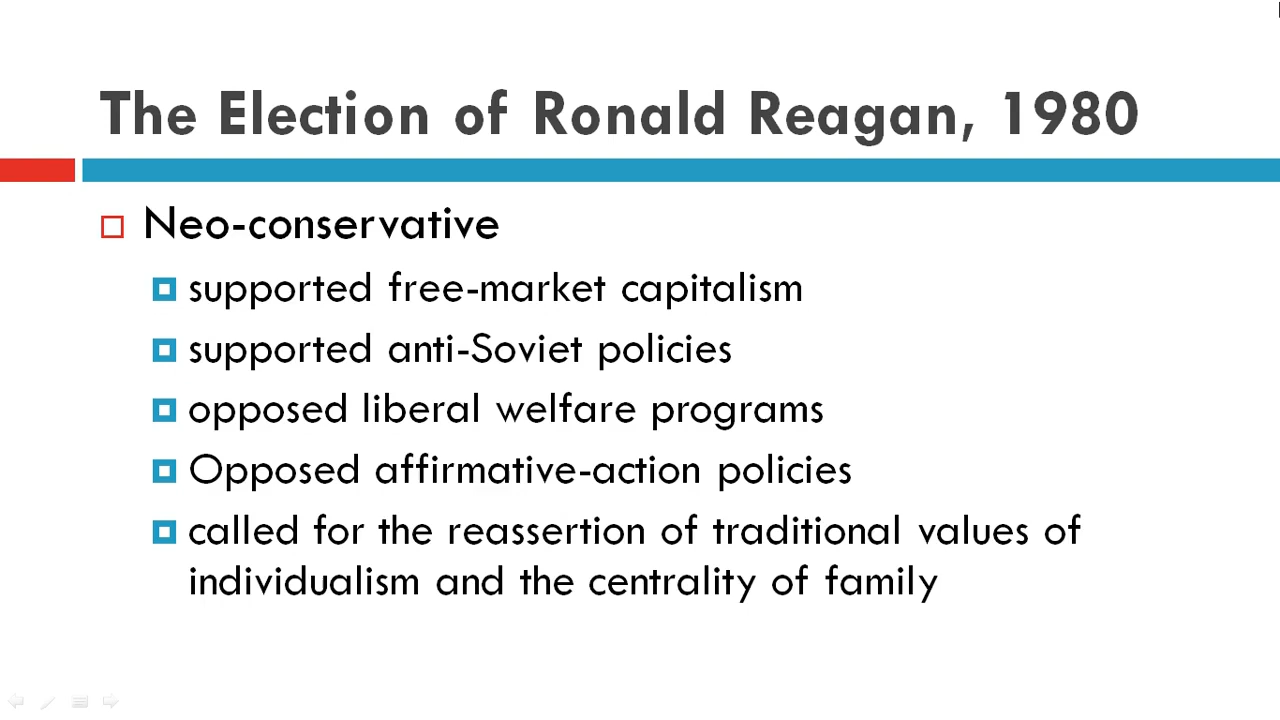 The Election of Ronald Reagan, 1980
Neo-conservative
supported free-market capitalism
supported anti-Soviet policies
opposed liberal welfare programs
Opposed affirmative-action policies
called for the reassertion of traditional values of
individualism and the centrality of family